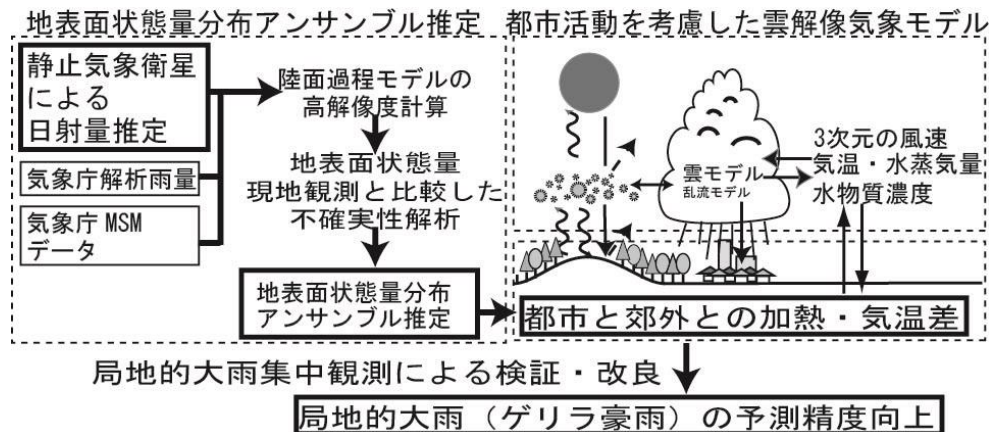 地表面状態量分布アンサンブル推定
都市活動を考慮した雲解像気象モデル
静止気象衛星
による
日射量推定
気象庁解析雨量
気象庁 MSM
データ
陸面過程モデルの
高解像度計算
地表面状態量
現地観測と比較した
不確実性解析
地表面状態量分布
アンサンブル推定
雲モデル
乱流モデル
3次元の風速
気温・水蒸気量
水物質濃度
都市と郊外との加熱・気温差
局地的大雨集中観測による検証・改良
局地的大雨（ゲリラ豪雨）の予測精度向上